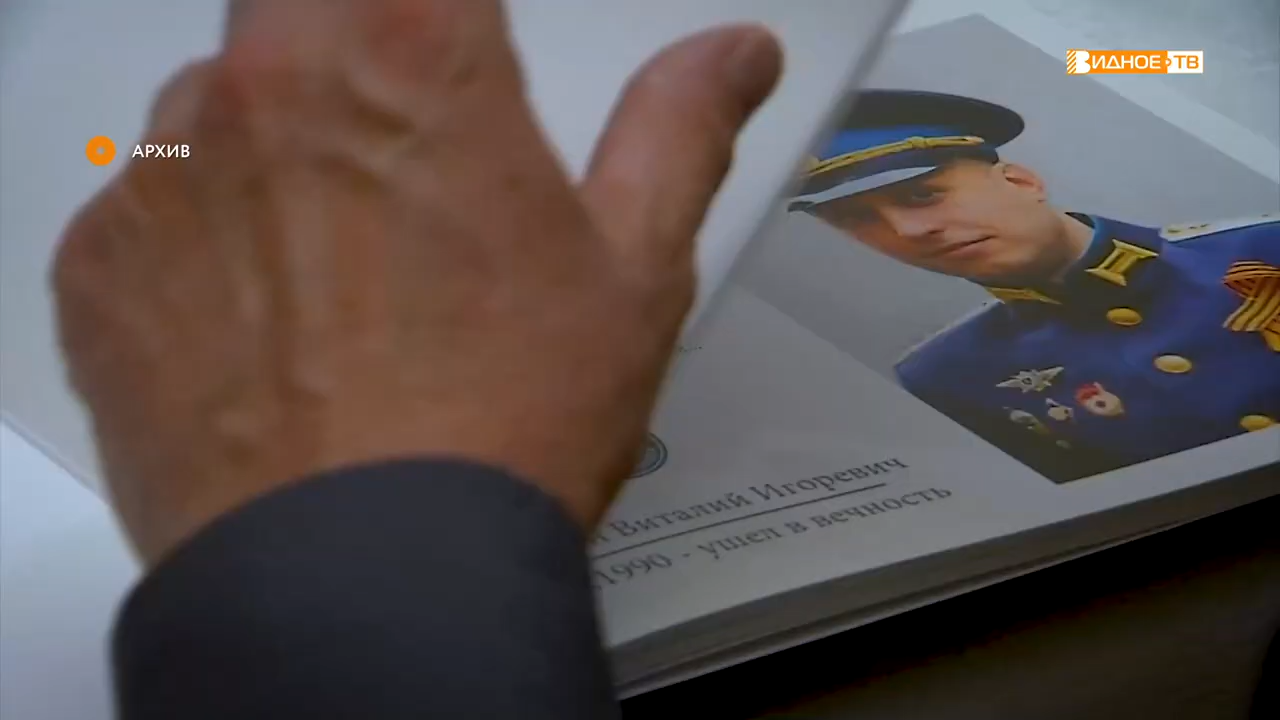 ВИДНОЕ ТВ
АРХИВ
Виталий Игоревич
1990 - ушел в вечность